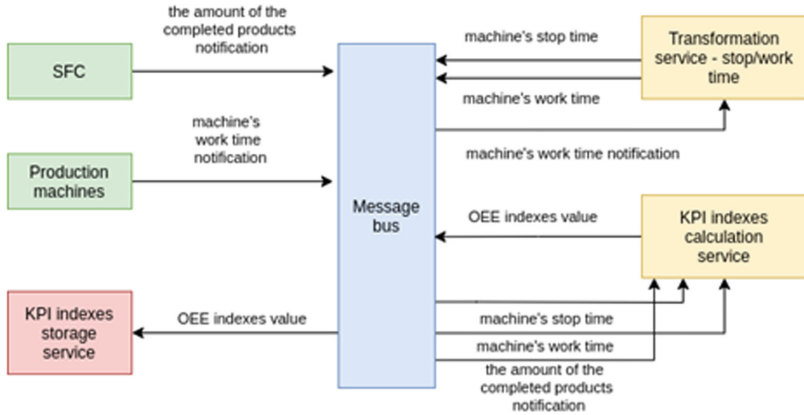 the amount of the
completed products
notification
SFC
machine's
work time
notification
Production
machines
KPI indexes
storage
service
OEE indexes value
Message
bus
machine's stop time
machine's work time
Transformation
service - stop/work
time
machine's work time notification
OEE indexes value
KPI indexes
calculation
service
machine's stop time
machine's work time
the amount of the
completed products
notification